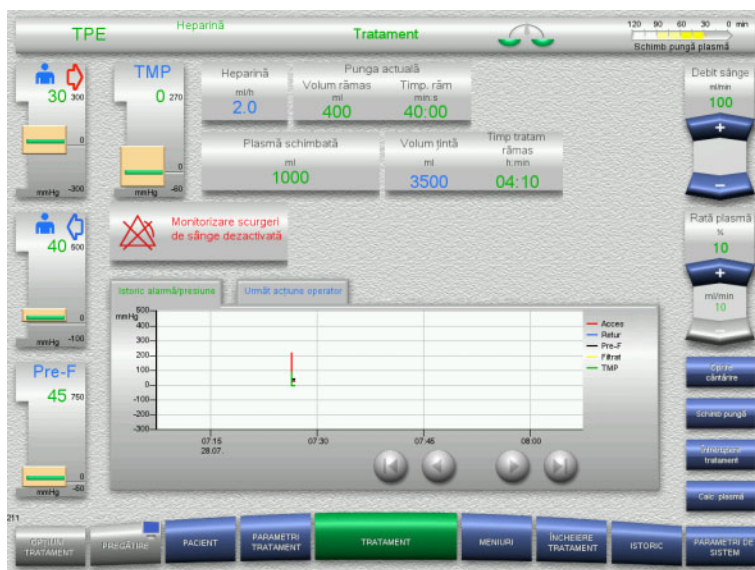 TPE
Heparină
Tratament
120 90 60 30 0 min
Schimb pungă plasmă
30 300
0
mmHg -300
TMP
0 270
0
mmHg -60
Heparină
ml/h
2.0
Punga actuală
Volum rămas Timp. răm
ml min:s
400 40:00
Plasmă schimbată
ml
1000
Volum țintă
ml
3500
Timp tratam
rămas
h:min
04:10
Debit sânge
ml/min
100
+
–
40 500
0
mmHg -100
Monitorizare scurgeri
de sânge dezactivată
Rată plasmă
%
10
+
ml/min
10
–
Istoric alarmă/presiune
Următ acțiune operator
mmHg
500
400
300
200
100
0
-100
-200
-300
07:15 07:30 07:45 08:00
28.07.
Acces
Retur
Pre-F
Filtrat
TMP
Pre-F
45 750
0
mmHg -50
Oprire
cântărire
Schimb pungă
Întrerupere
tratament
Calc. plasmă
211
OPȚIUNI
TRATAMENT
PREGĂTIRE
PACIENT
PARAMETRI
TRATAMENT
TRATAMENT
MENIURI
ÎNCHEIERE
TRATAMENT
ISTORIC
PARAMETRI DE
SISTEM